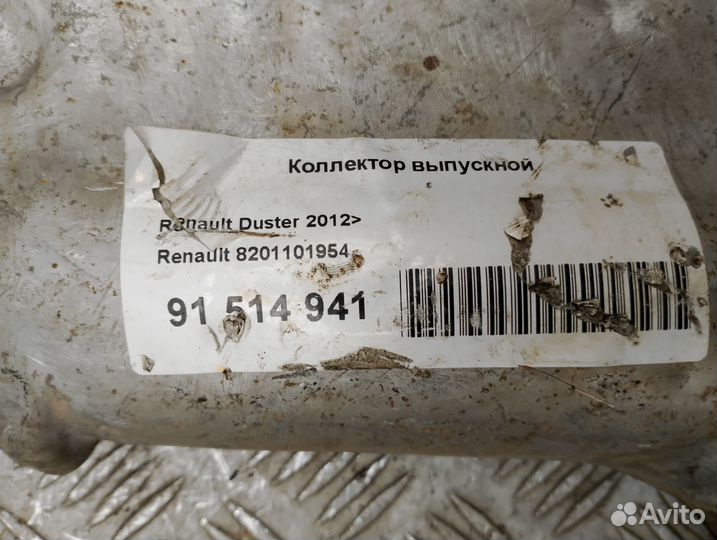 Коллектор выпускной
Renault Duster 2012>
Renault 8201101954
91 514 941
Avito